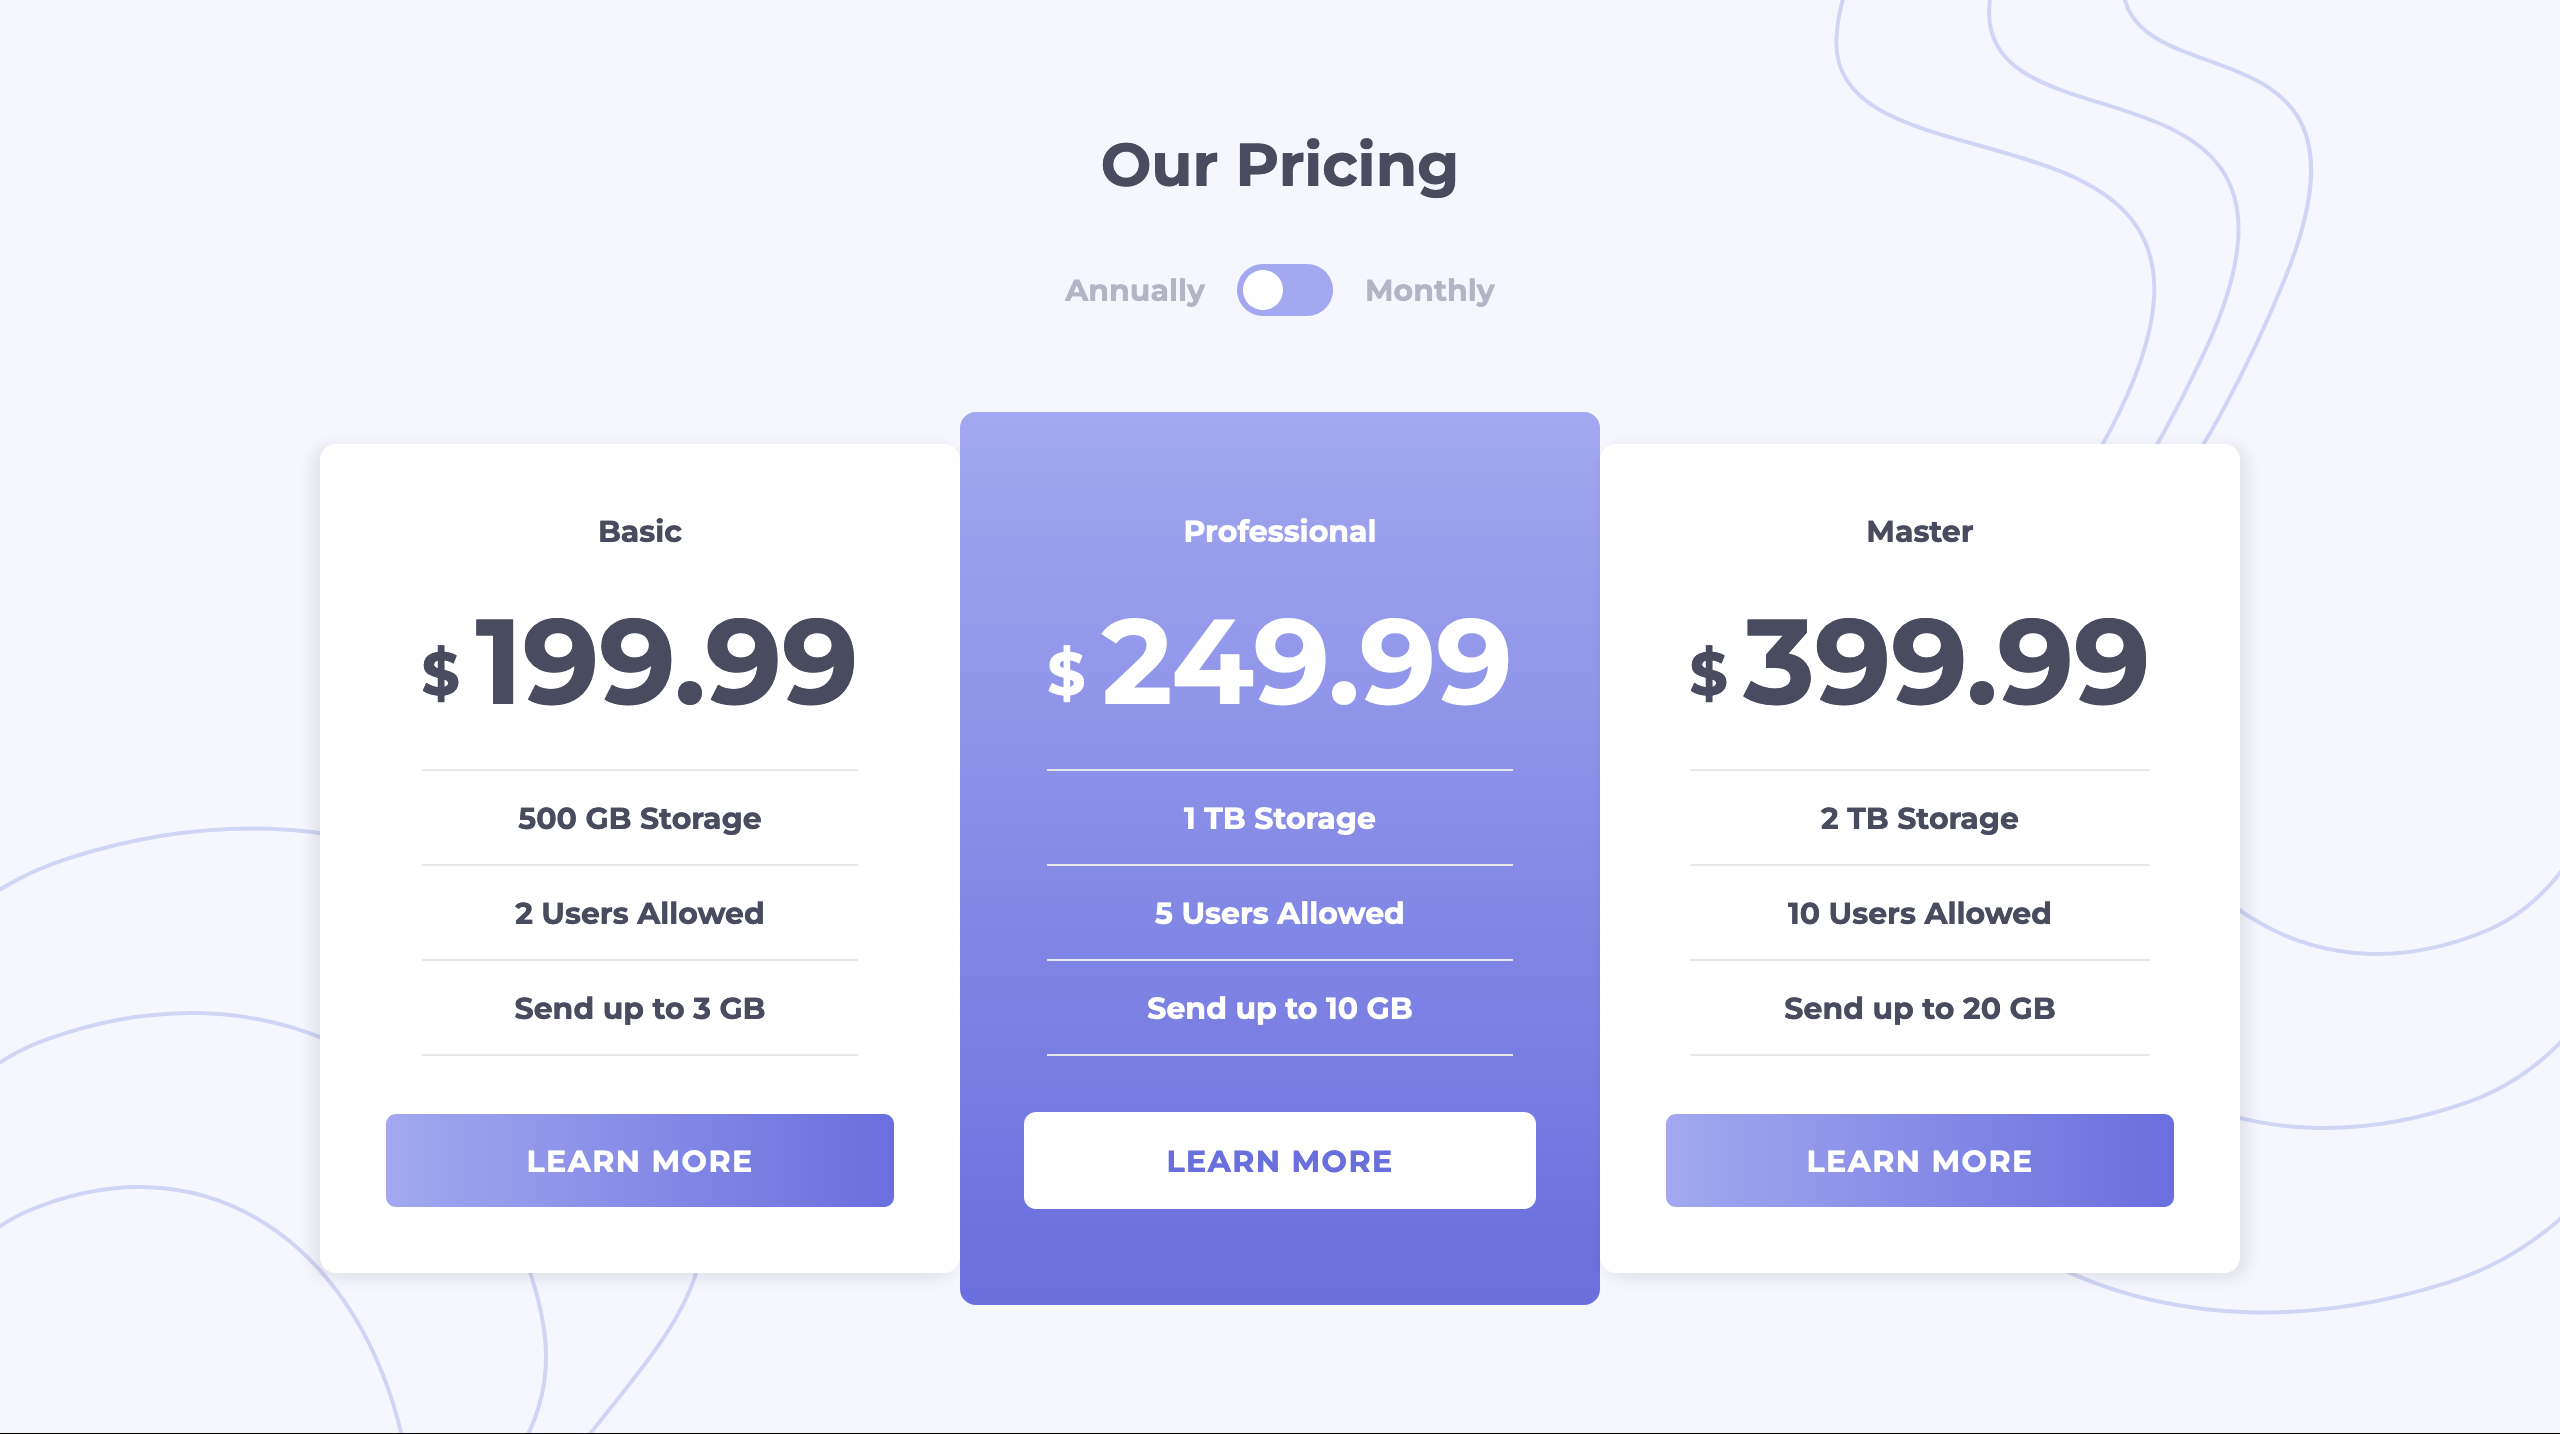 Our Pricing
Annually Monthly
Basic
$ 199.99
500 GB Storage
2 Users Allowed
Send up to 3 GB
LEARN MORE
Professional
$ 249.99
1 TB Storage
5 Users Allowed
Send up to 10 GB
LEARN MORE
Master
$ 399.99
2 TB Storage
10 Users Allowed
Send up to 20 GB
LEARN MORE